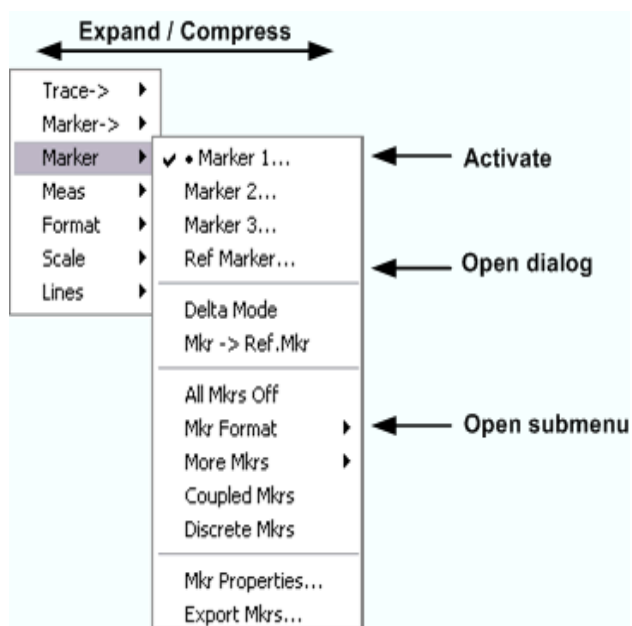 Expand / Compress
Trace->
Marker->
Marker
Meas
Format
Scale
Lines
• Marker 1...
Marker 2...
Marker 3...
Ref Marker...
Delta Mode
Mkr -> Ref.Mkr
All Mkrs Off
Mkr Format
More Mkrs
Coupled Mkrs
Discrete Mkrs
Mkr Properties...
Export Mkrs...
Activate
Open dialog
Open submenu